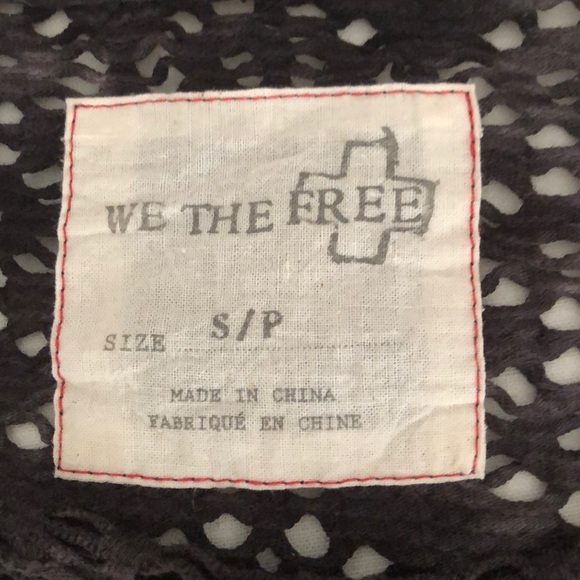 WE THE FREE
SIZE S/P
MADE IN CHINA
FABRIQUÉ EN CHINE